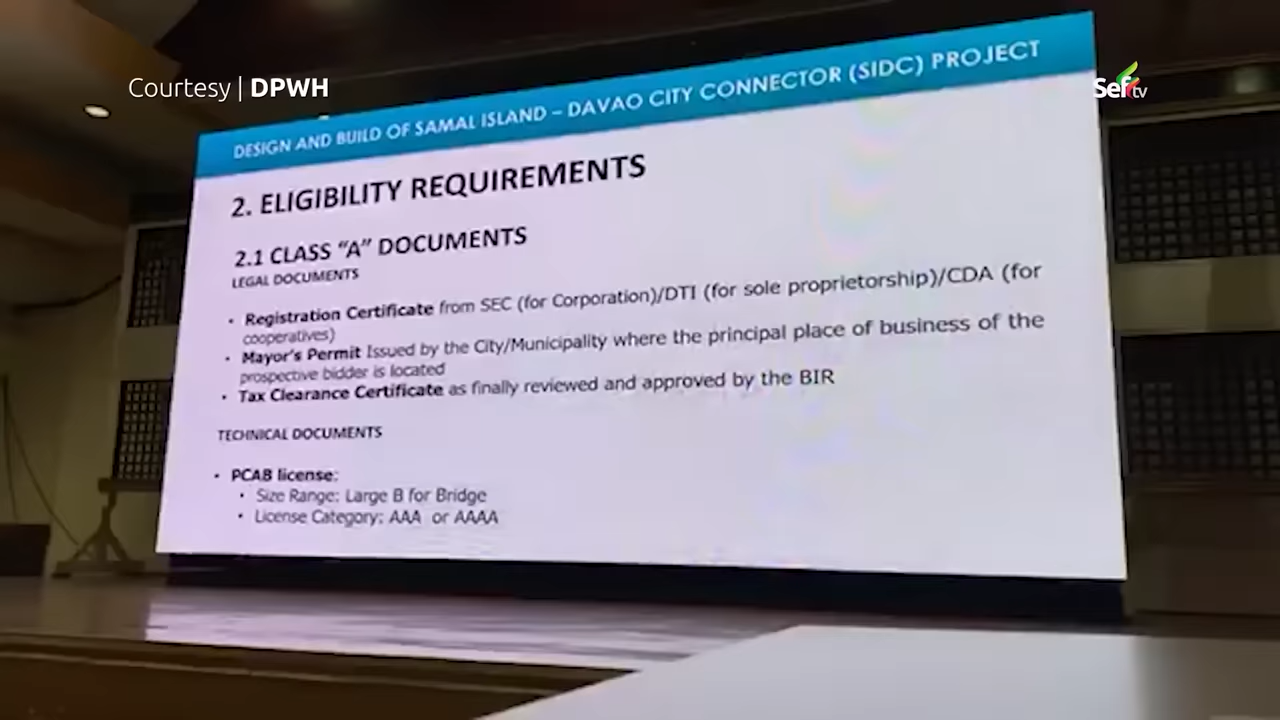 Courtesy | DPWH
Sef tv
DESIGN AND BUILD OF SAMAL ISLAND – DAVAO CITY CONNECTOR (SIDC) PROJECT
2. ELIGIBILITY REQUIREMENTS
2.1 CLASS “A” DOCUMENTS
LEGAL DOCUMENTS
• Registration Certificate from SEC (for Corporation)/DTI (for sole proprietorship)/CDA (for
cooperatives)
• Mayor's Permit Issued by the City/Municipality where the principal place of business of the
prospective bidder is located
• Tax Clearance Certificate as finally reviewed and approved by the BIR
TECHNICAL DOCUMENTS
• PCAB license:
• Size Range: Large B for Bridge
• License Category: AAA or AAAA